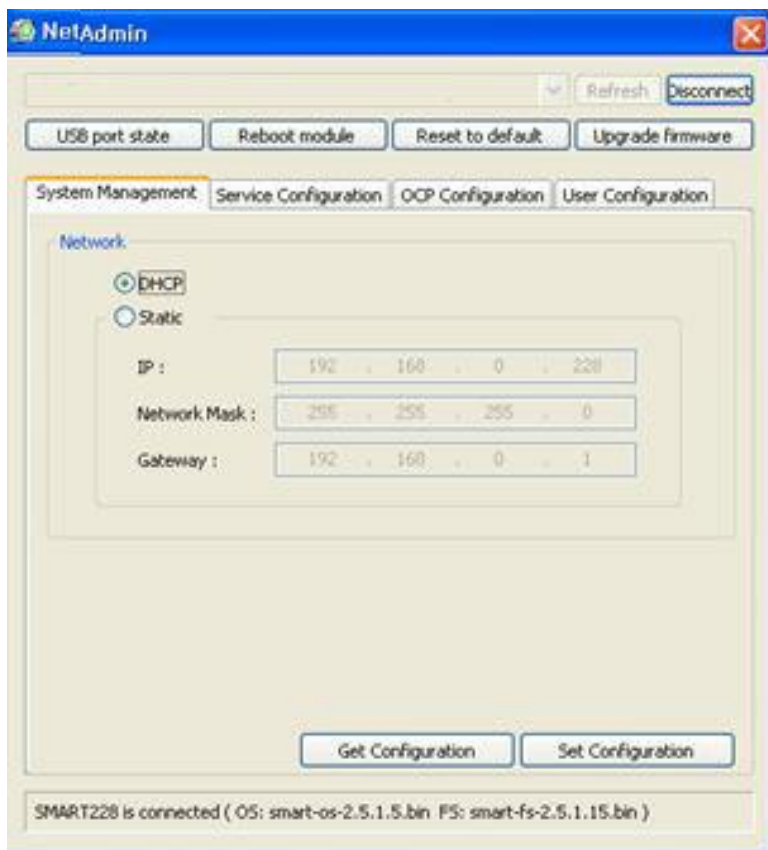 NetAdmin
Refresh Disconnect
USB port state Reboot module Reset to default Upgrade firmware
System Management Service Configuration OCP Configuration User Configuration
Network
DHCP
Static
IP : 192 . 168 . 0 . 228
Network Mask : 255 . 255 . 255 . 0
Gateway : 192 . 168 . 0 . 1
Get Configuration Set Configuration
SMART228 is connected ( OS: smart-os-2.5.1.5.bin FS: smart-fs-2.5.1.15.bin )